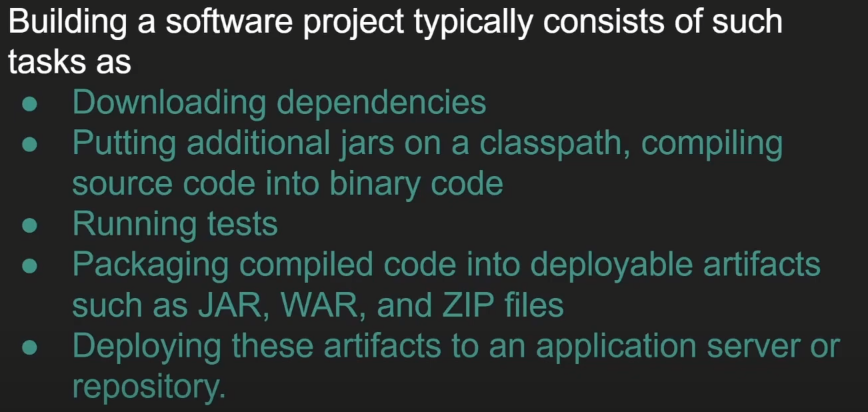 Building a software project typically consists of such
tasks as
● Downloading dependencies
● Putting additional jars on a classpath, compiling
source code into binary code
● Running tests
● Packaging compiled code into deployable artifacts
such as JAR, WAR, and ZIP files
● Deploying these artifacts to an application server or
repository.